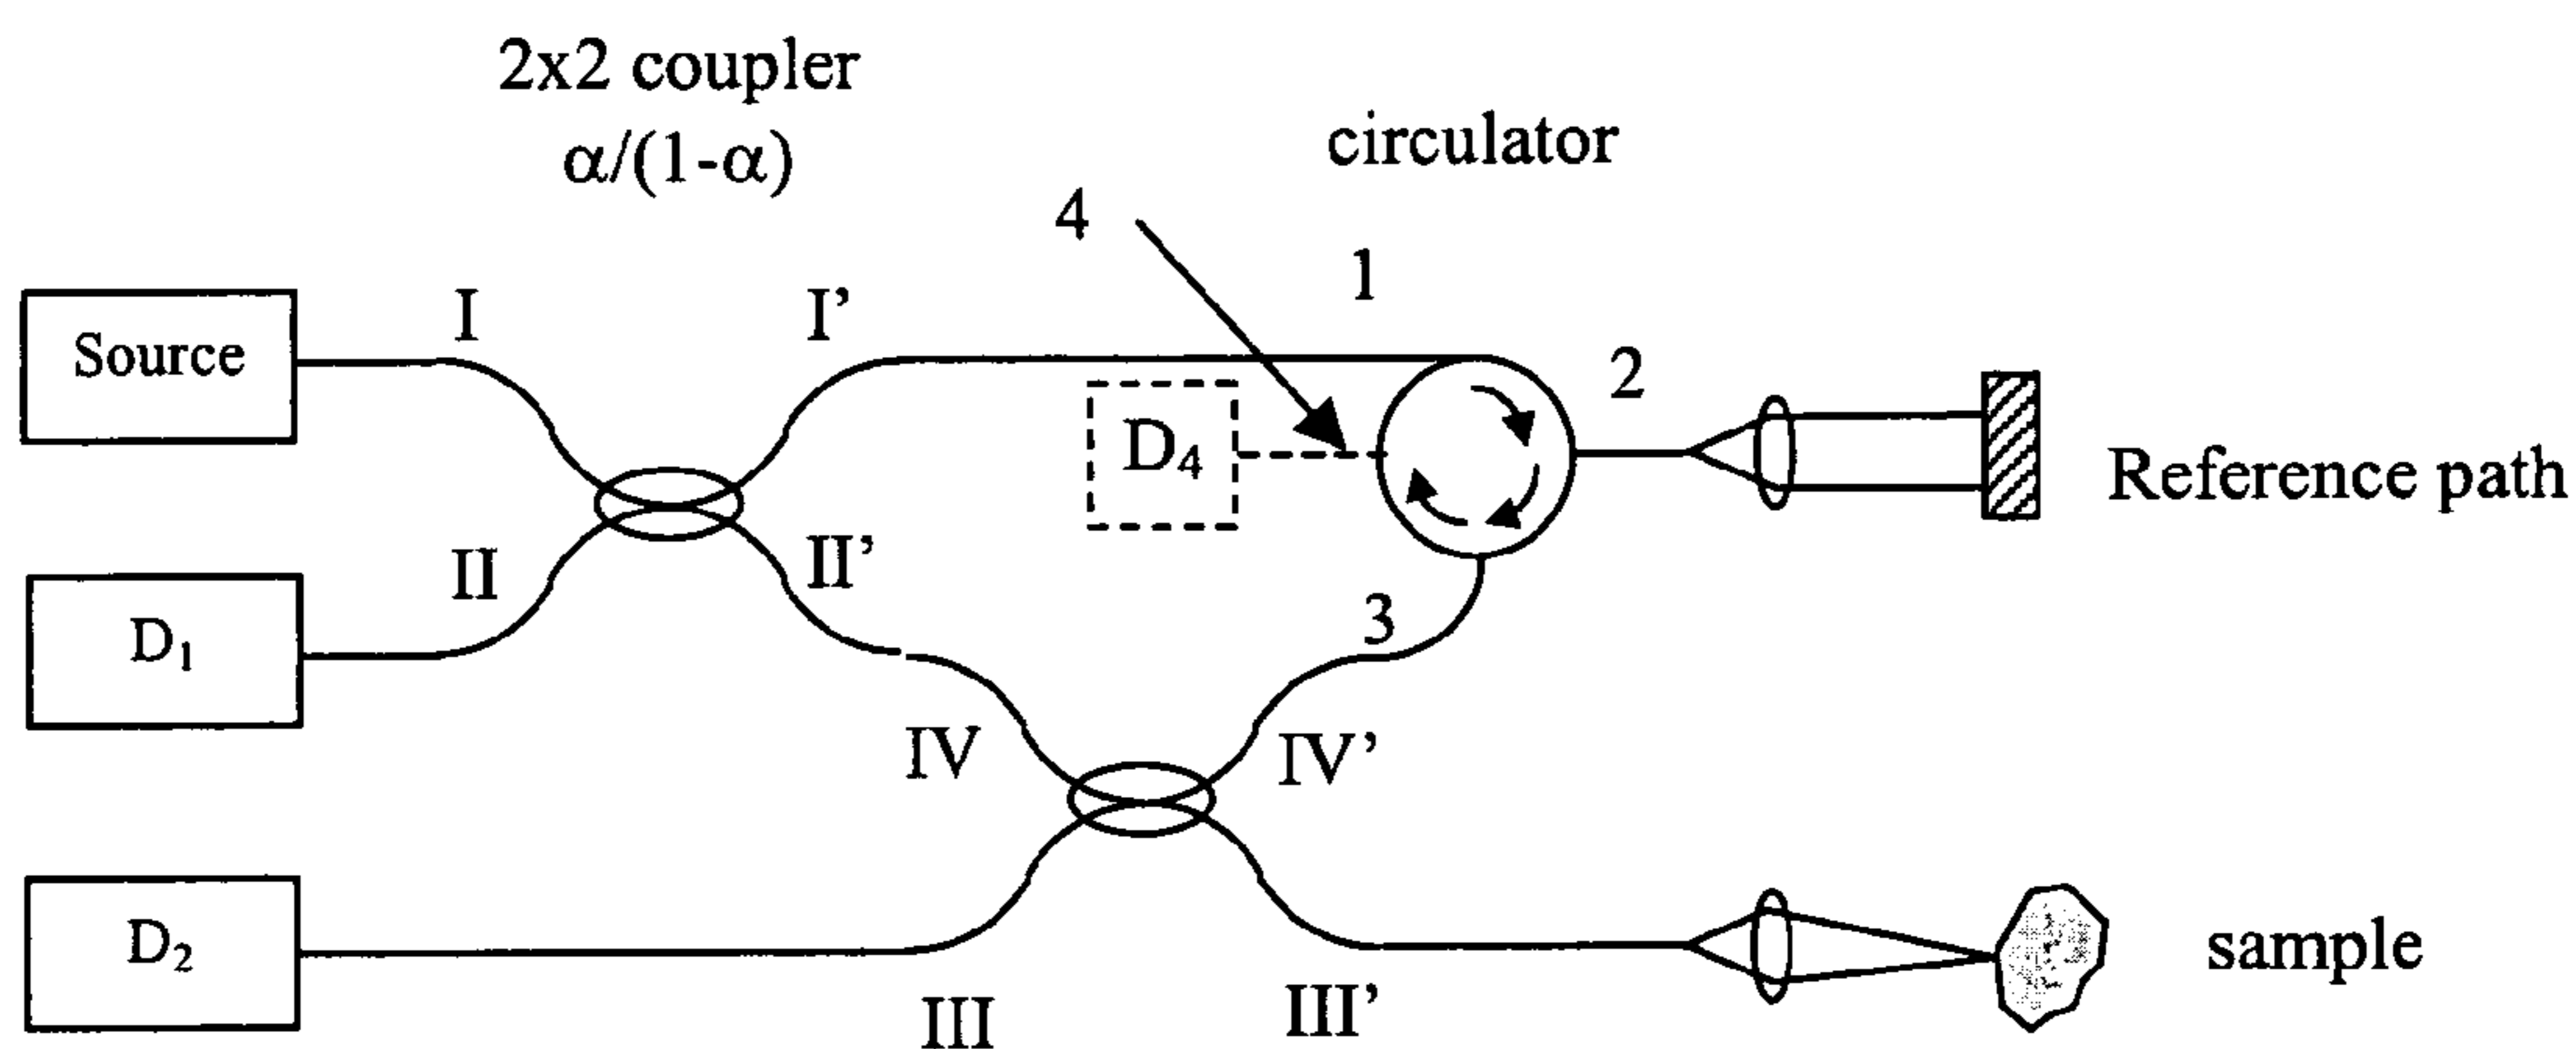 2x2 coupler
α/(1-α)
circulator
4
1
I
I’
2
Source
D4
Reference path
II
II’
3
D1
IV
IV’
D2
sample
III
III’